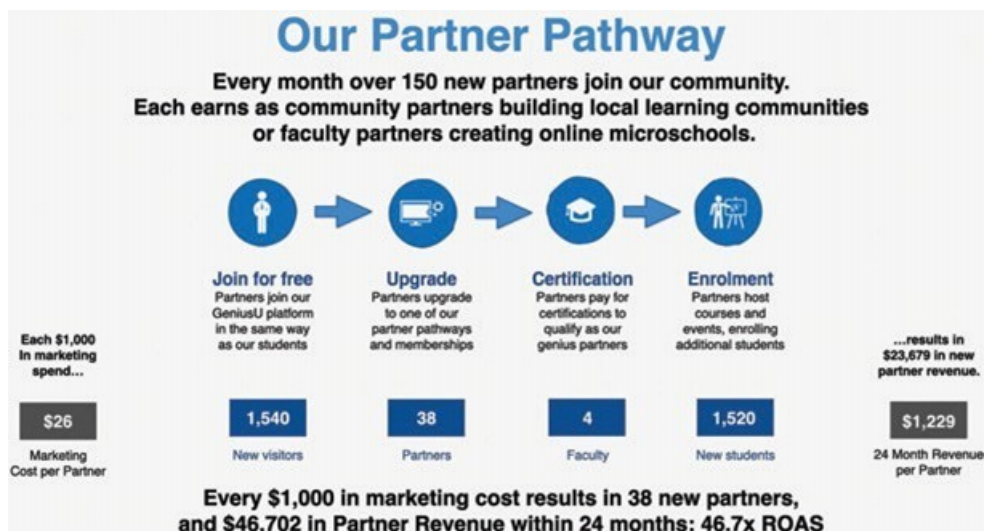 Our Partner Pathway
Every month over 150 new partners join our community.
Each earns as community partners building local learning communities
or faculty partners creating online microschools.
Join for free
Partners join our
GeniusU platform
in the same way
as our students
Upgrade
Partners upgrade
to one of our
partner pathways
and memberships
Certification
Partners pay for
certifications to
qualify as our
genius partners
Enrolment
Partners host
courses and
events, enrolling
additional students
Each $1,000
In marketing
spend...
...results in
$23,679 in new
partner revenue.
$26
Marketing
Cost per Partner
1,540
New visitors
38
Partners
4
Faculty
1,520
New students
$1,229
24 Month Revenue
per Partner
Every $1,000 in marketing cost results in 38 new partners,
and $46,702 in Partner Revenue within 24 months: 46.7x ROAS